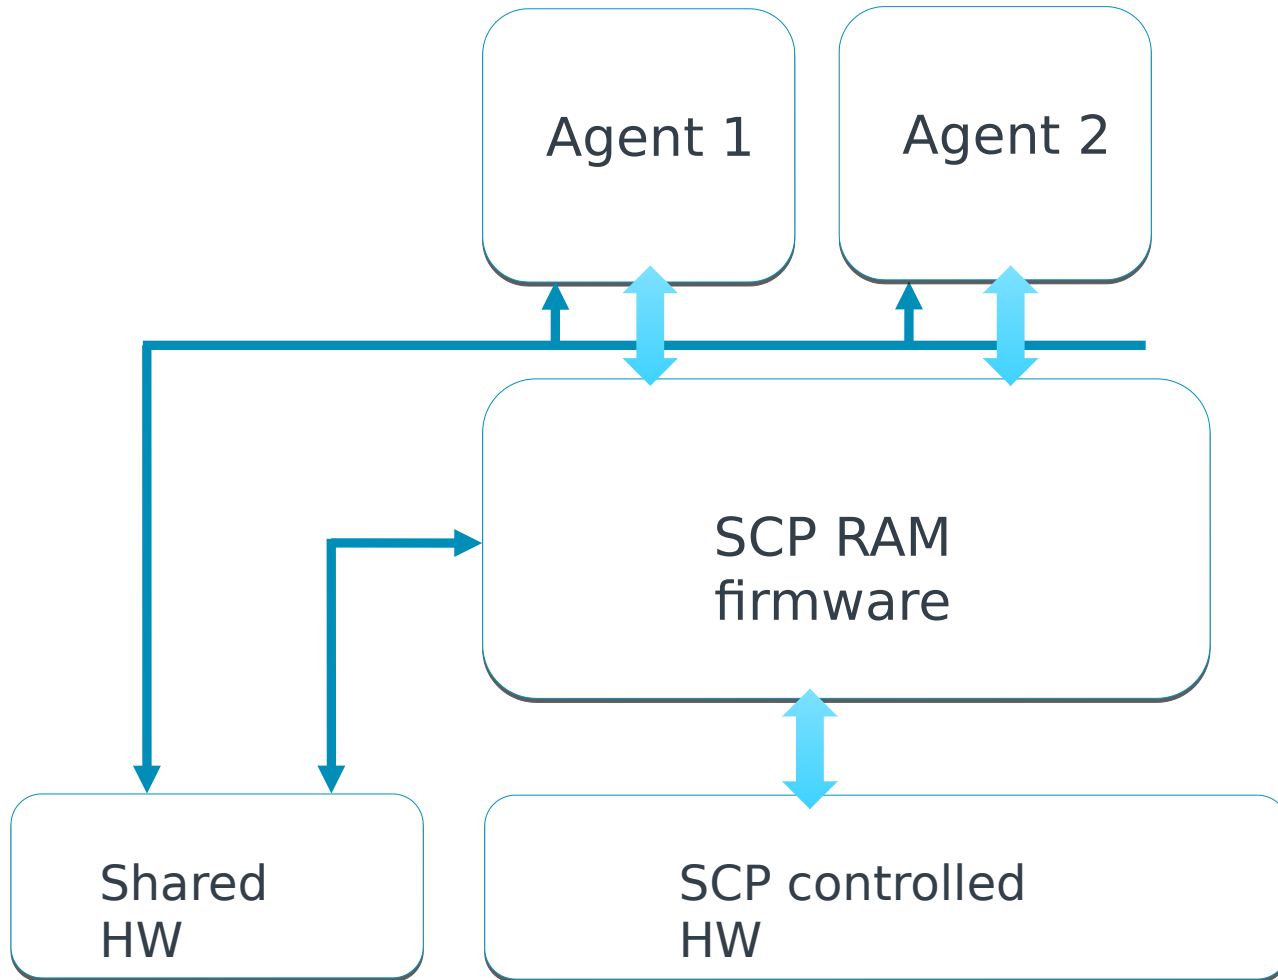 Agent 1
Agent 2
SCP RAM
firmware
Shared
HW
SCP controlled
HW